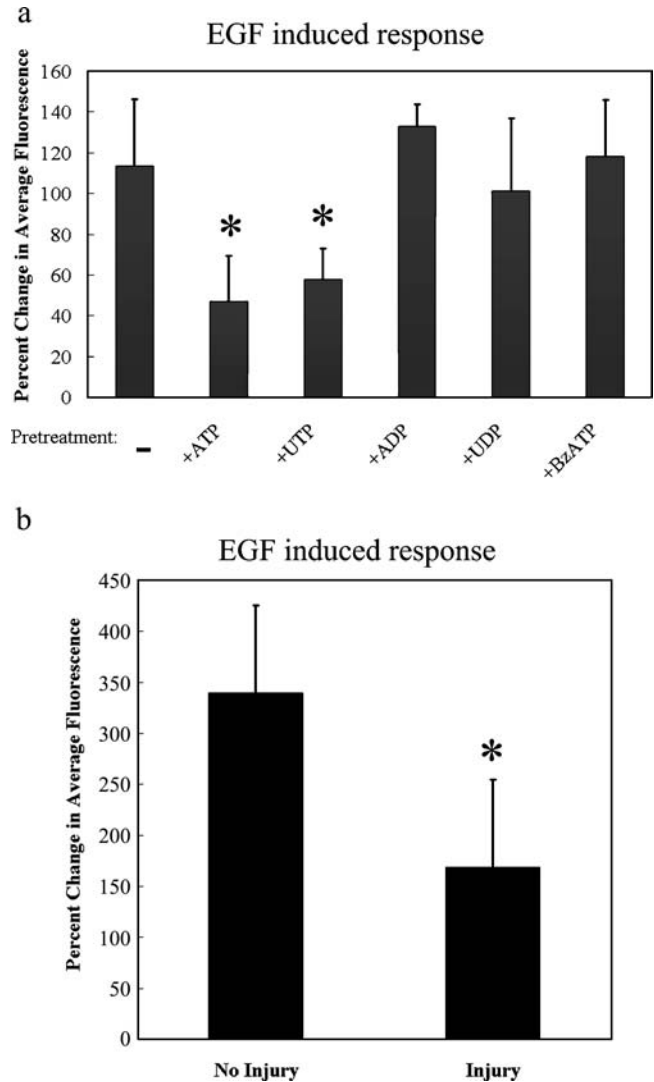 a
EGF induced response
Percent Change in Average Fluorescence
160
140
120
100
80
60
40
20
0
Pretreatment: - +ATP +UTP +ADP +UDP +BzATP
* *
b
EGF induced response
Percent Change in Average Fluorescence
450
400
350
300
250
200
150
100
50
0
*
No Injury Injury